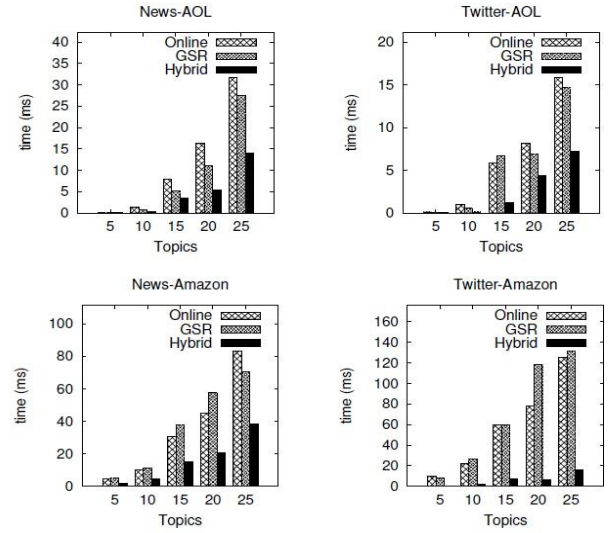 News-AOL
40
35
30
25
20
15
10
5
0
time (ms)
Online
GSR
Hybrid
5 10 15 20 25
Topics
Twitter-AOL
20
15
10
5
0
time (ms)
Online
GSR
Hybrid
5 10 15 20 25
Topics
News-Amazon
100
80
60
40
20
0
time (ms)
Online
GSR
Hybrid
5 10 15 20 25
Topics
Twitter-Amazon
160
140
120
100
80
60
40
20
0
time (ms)
Online
GSR
Hybrid
5 10 15 20 25
Topics